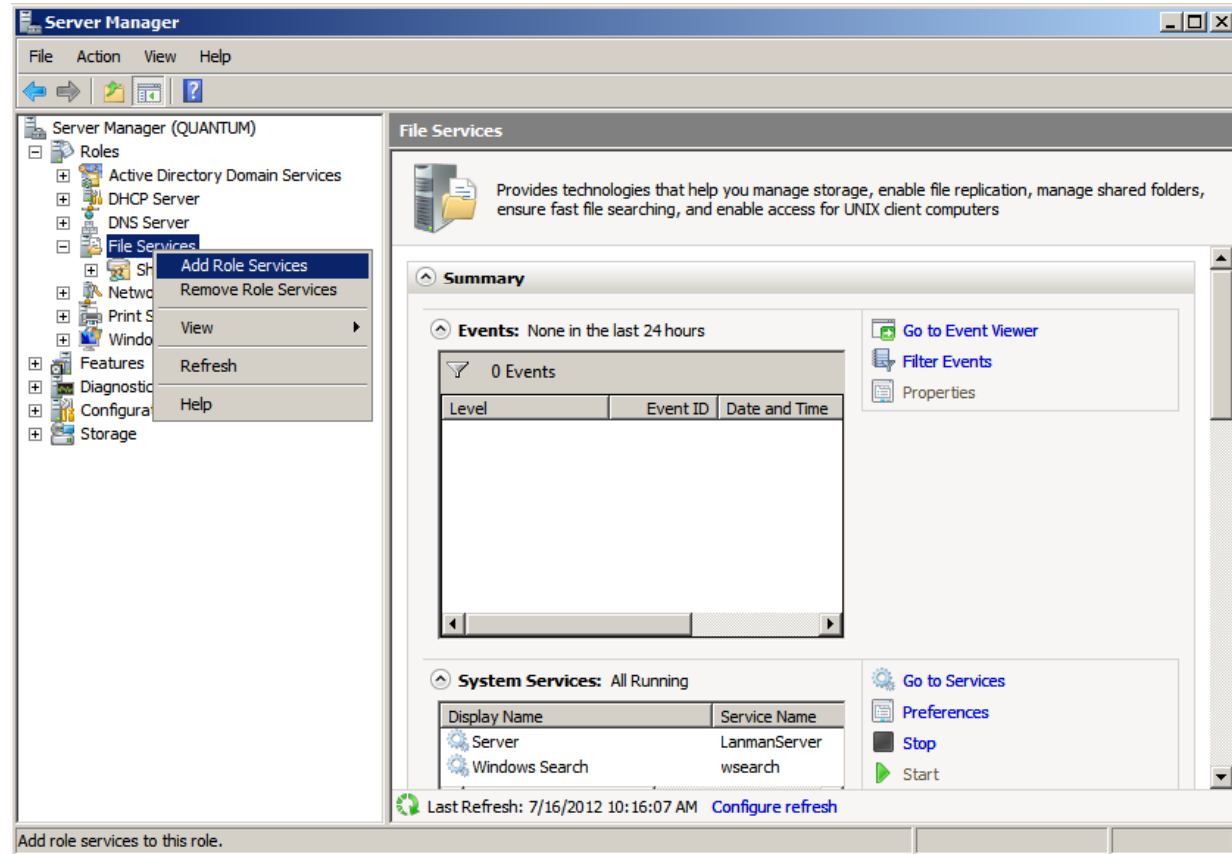 Server Manager
File Action View Help
Server Manager (QUANTUM)
Roles
Active Directory Domain Services
DHCP Server
DNS Server
File Services
Sh
Netwo
Print S
Windo
Features
Diagnostic
Configurat
Storage
Add Role Services
Remove Role Services
View
Refresh
Help
File Services
Provides technologies that help you manage storage, enable file replication, manage shared folders,
ensure fast file searching, and enable access for UNIX client computers
Summary
Events: None in the last 24 hours
0 Events
Level Event ID Date and Time
Go to Event Viewer
Filter Events
Properties
System Services: All Running
Display Name Service Name
Server LanmanServer
Windows Search wsearch
Go to Services
Preferences
Stop
Start
Last Refresh: 7/16/2012 10:16:07 AM Configure refresh
Add role services to this role.